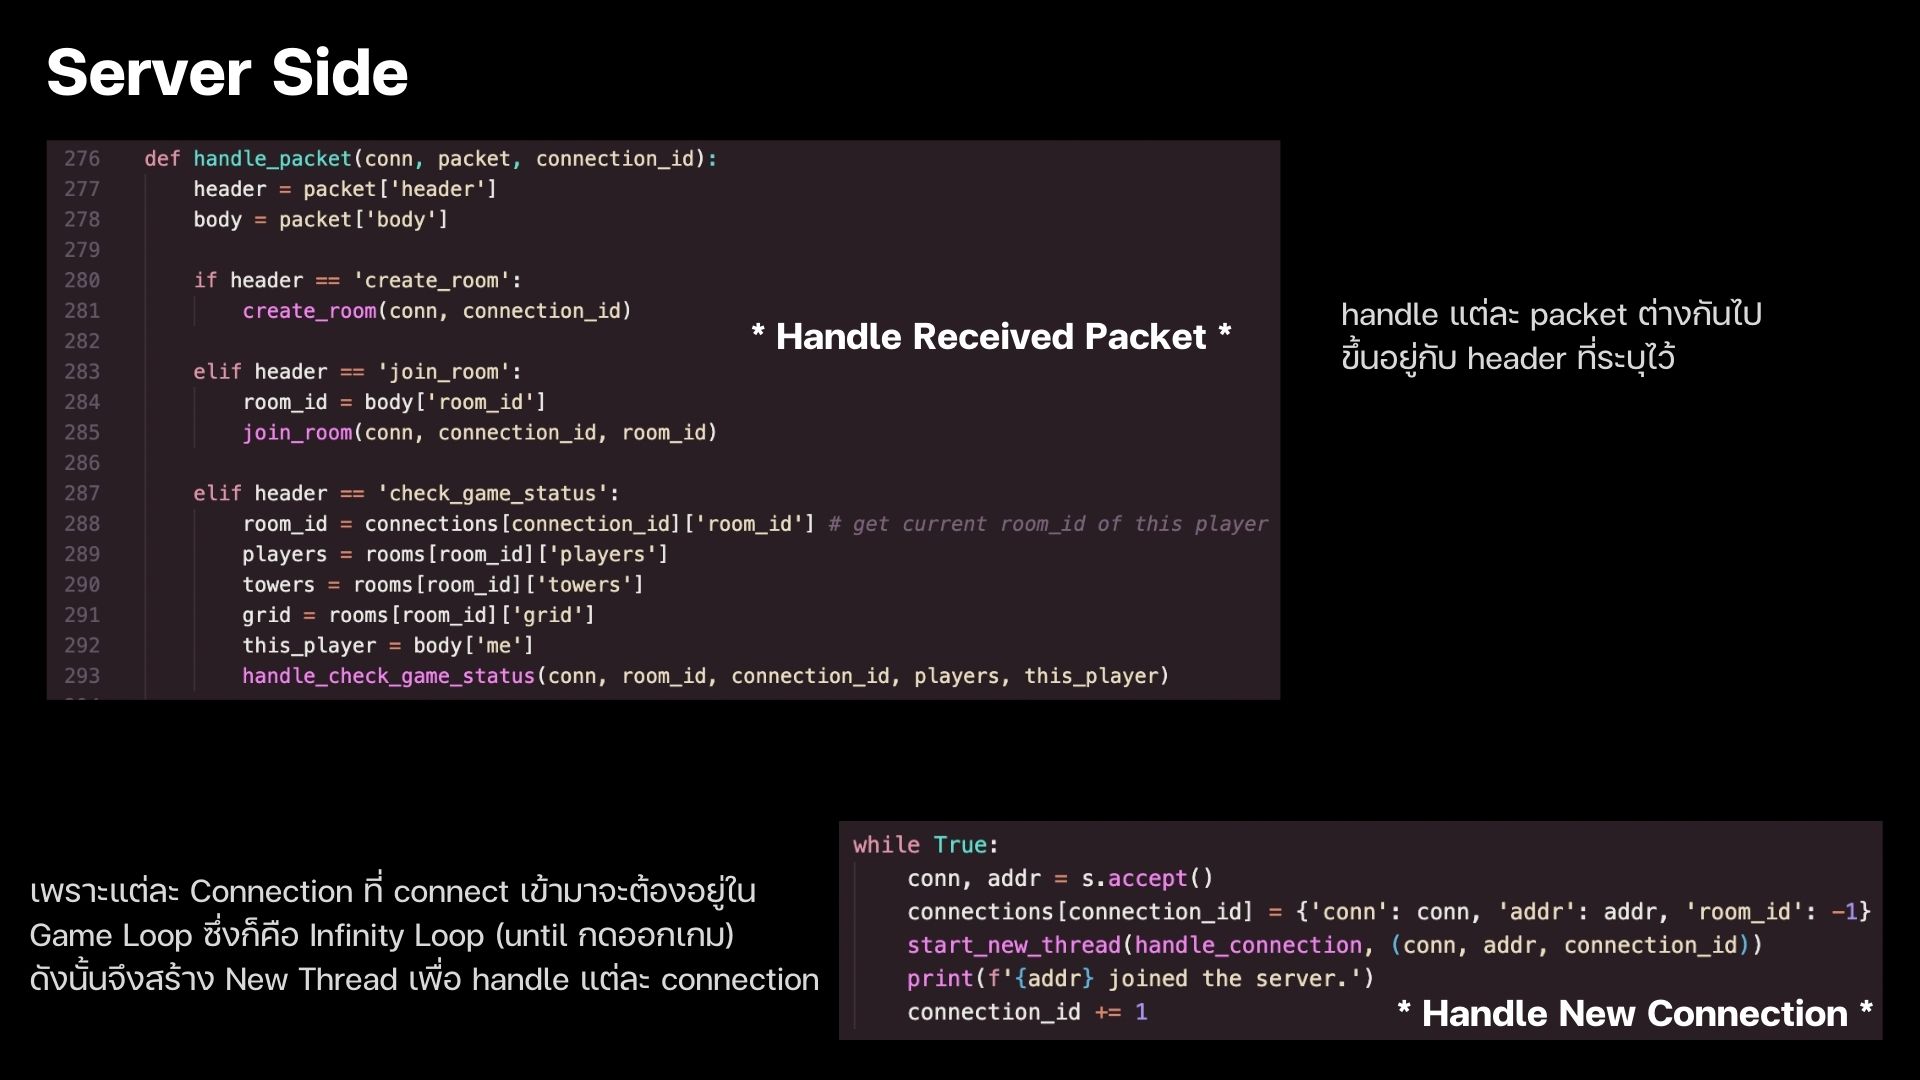 Server Side
276 def handle_packet(conn, packet, connection_id):
277 header = packet['header']
278 body = packet['body']
279
280 if header == 'create_room':
281 create_room(conn, connection_id)
282
283 elif header == 'join_room':
284 room_id = body['room_id']
285 join_room(conn, connection_id, room_id)
286
287 elif header == 'check_game_status':
288 room_id = connections[connection_id]['room_id'] # get current room_id of this player
289 players = rooms[room_id]['players']
290 towers = rooms[room_id]['towers']
291 grid = rooms[room_id]['grid']
292 this_player = body['me']
293 handle_check_game_status(conn, room_id, connection_id, players, this_player)
* Handle Received Packet *
handle แต่ละ packet ต่างกันไป
ขึ้นอยู่กับ header ที่ระบุไว้
เพราะแต่ละ Connection ที่ connect เข้ามาจะต้องอยู่ใน
Game Loop ซึ่งก็คือ Infinity Loop (until กดออกเกม)
ดังนั้นจึงสร้าง New Thread เพื่อ handle แต่ละ connection
while True:
conn, addr = s.accept()
connections[connection_id] = {'conn': conn, 'addr': addr, 'room_id': -1}
start_new_thread(handle_connection, (conn, addr, connection_id))
print(f'{addr} joined the server.')
connection_id += 1
* Handle New Connection *